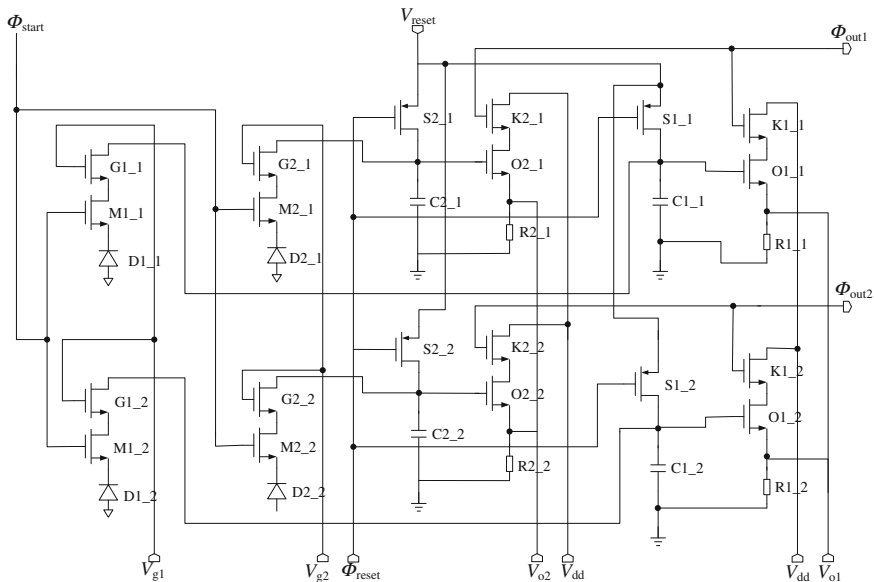 Φstart
Vreset
Φout1
S2_1
K2_1
S1_1
K1_1
G1_1
G2_1
O2_1
O1_1
M1_1
M2_1
C2_1
C1_1
R2_1
R1_1
D1_1
D2_1
Φout2
S2_2
K2_2
S1_2
K1_2
G1_2
G2_2
O2_2
O1_2
M1_2
M2_2
C2_2
C1_2
R2_2
R1_2
D1_2
D2_2
Vg1
Vg2
Φreset
Vo2
Vdd
Vdd
Vo1